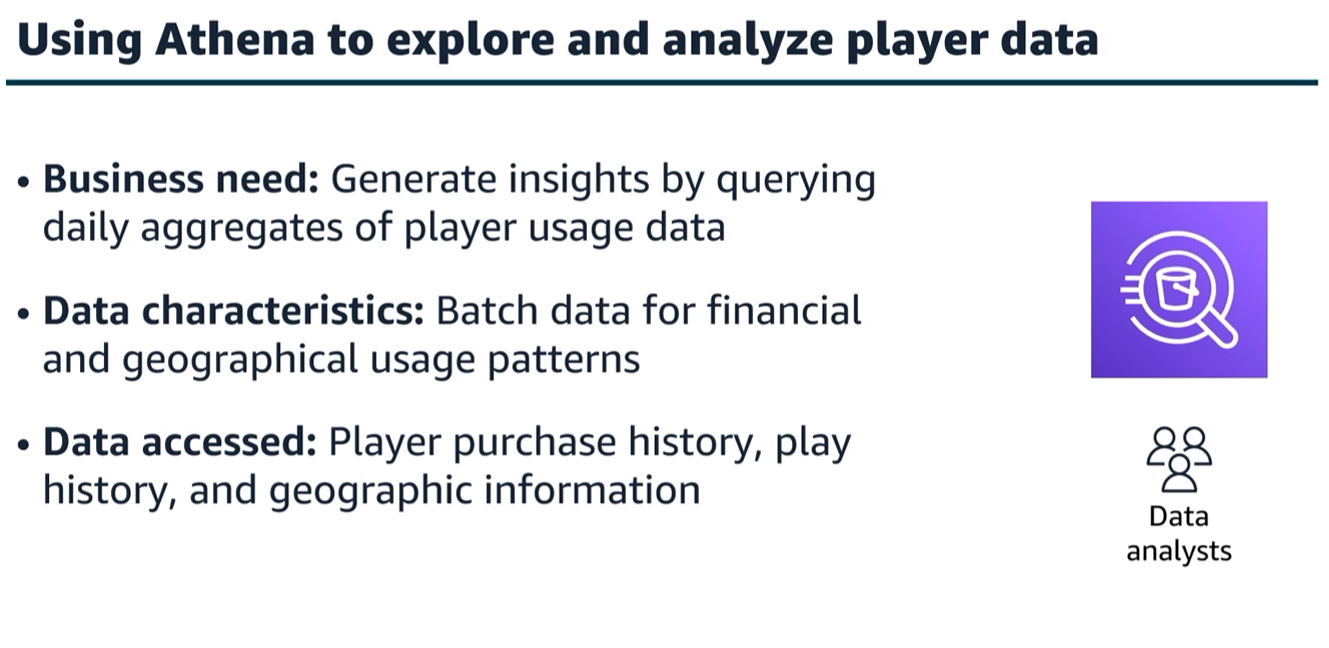 Using Athena to explore and analyze player data
• Business need: Generate insights by querying
daily aggregates of player usage data
• Data characteristics: Batch data for financial
and geographical usage patterns
• Data accessed: Player purchase history, play
history, and geographic information
Data
analysts